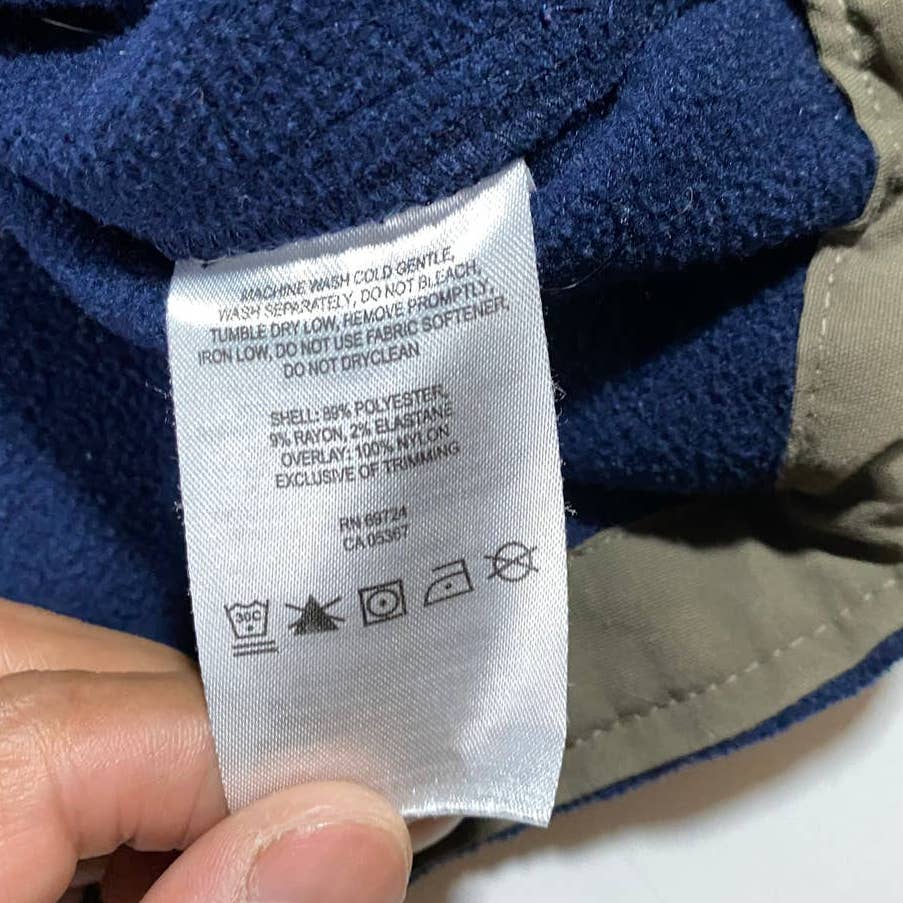 MACHINE WASH COLD GENTLE,
WASH SEPARATELY, DO NOT BLEACH,
TUMBLE DRY LOW, REMOVE PROMPTLY,
IRON LOW, DO NOT USE FABRIC SOFTENER,
DO NOT DRYCLEAN
SHELL: 89% POLYESTER,
9% RAYON, 2% ELASTANE
OVERLAY: 100% NYLON
EXCLUSIVE OF TRIMMING
RN 69724
CA 05367
30C